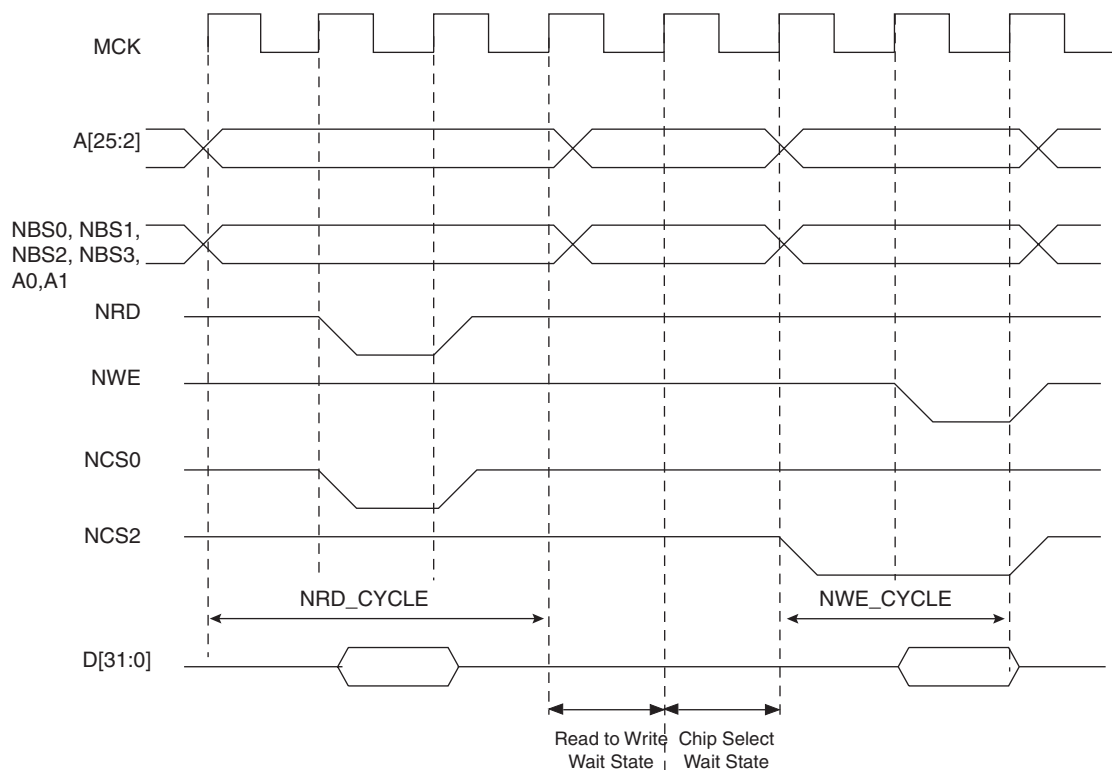 MCK
A[25:2]
NBS0, NBS1,
NBS2, NBS3,
A0,A1
NRD
NWE
NCS0
NCS2
NRD_CYCLE
NWE_CYCLE
D[31:0]
Read to Write
Wait State
Chip Select
Wait State